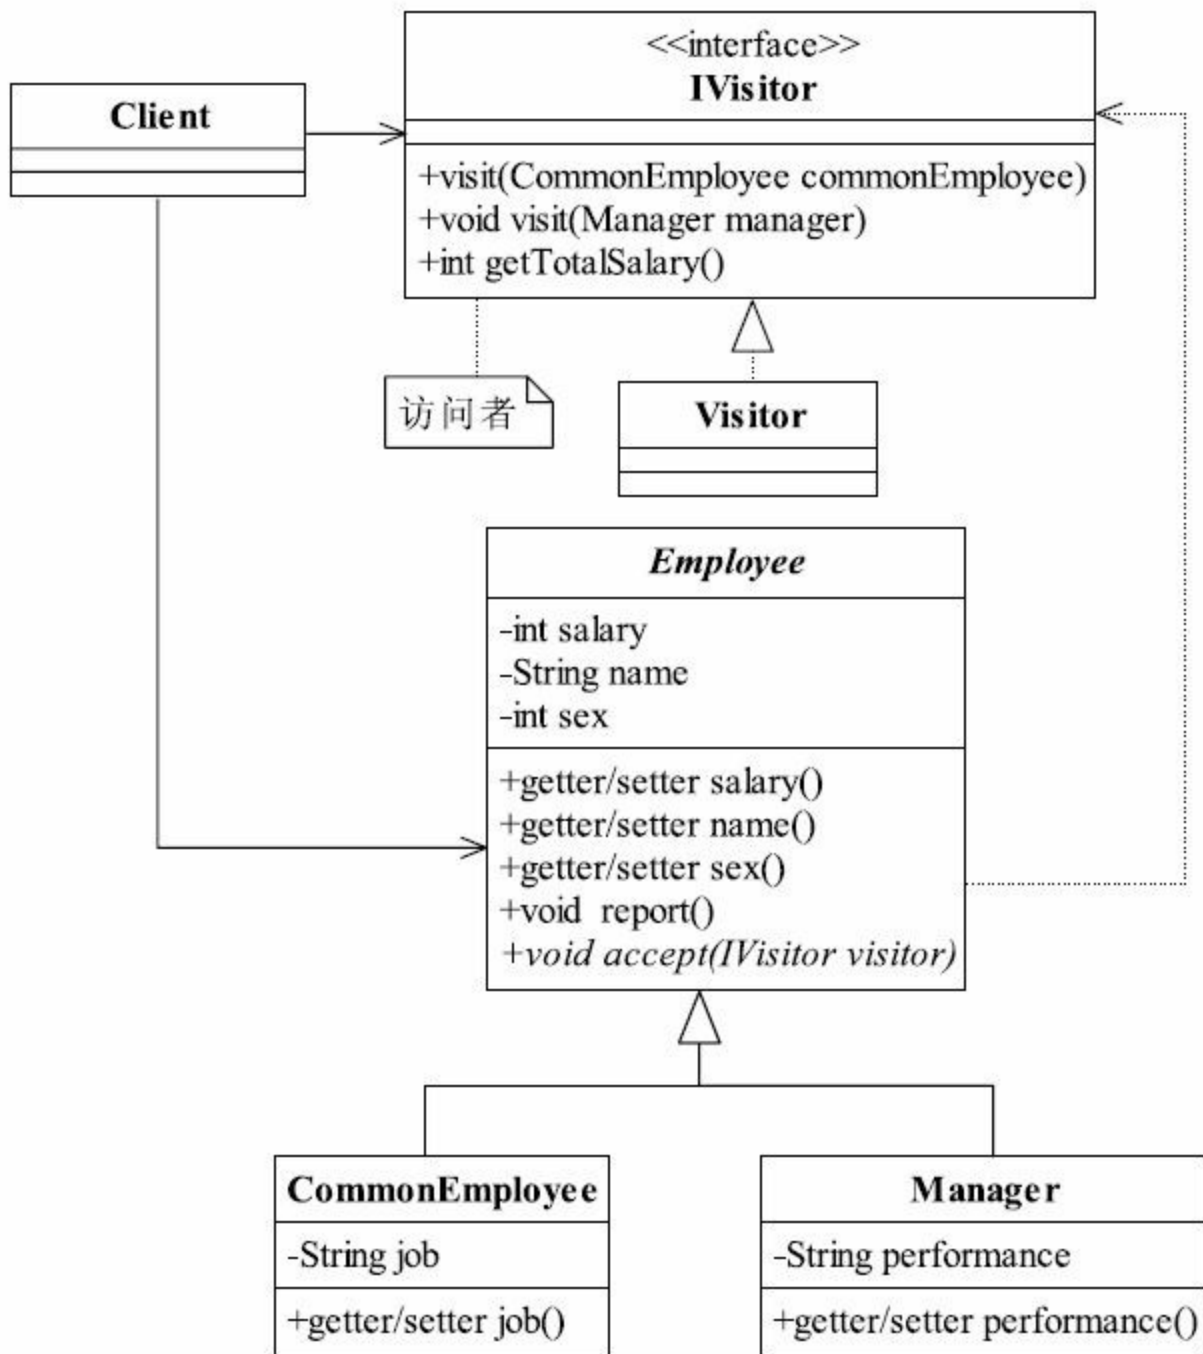 Client
<<interface>>
IVisitor
+visit(CommonEmployee commonEmployee)
+void visit(Manager manager)
+int getTotalSalary()
访问者
Visitor
Employee
-int salary
-String name
-int sex
+getter/setter salary()
+getter/setter name()
+getter/setter sex()
+void report()
+void accept(IVisitor visitor)
CommonEmployee
-String job
+getter/setter job()
Manager
-String performance
+getter/setter performance()